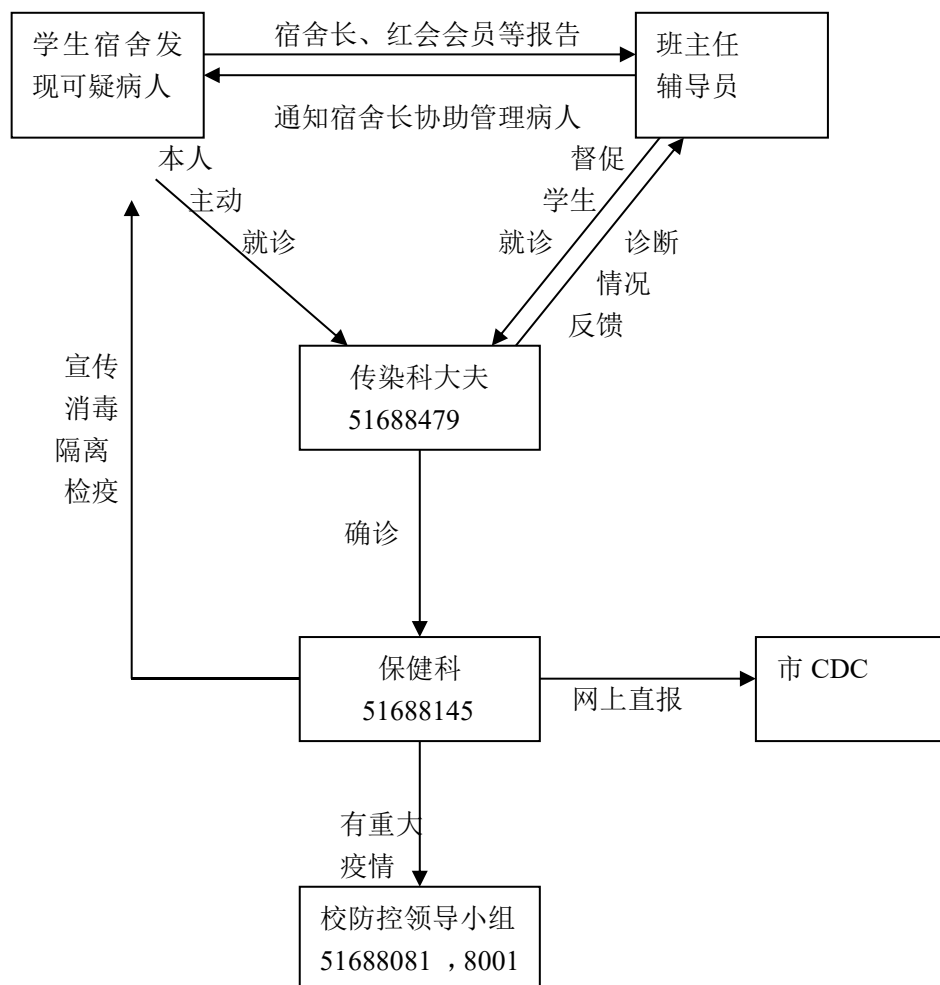 学生宿舍发
现可疑病人
宿舍长、红会会员等报告
通知宿舍长协助管理病人
班主任
辅导员
本人
主动
就诊
督促
学生
就诊
诊断
情况
反馈
传染科大夫
51688479
宣传
消毒
隔离
检疫
确诊
保健科
51688145
网上直报
市 CDC
有重大
疫情
校防控领导小组
51688081 ，8001